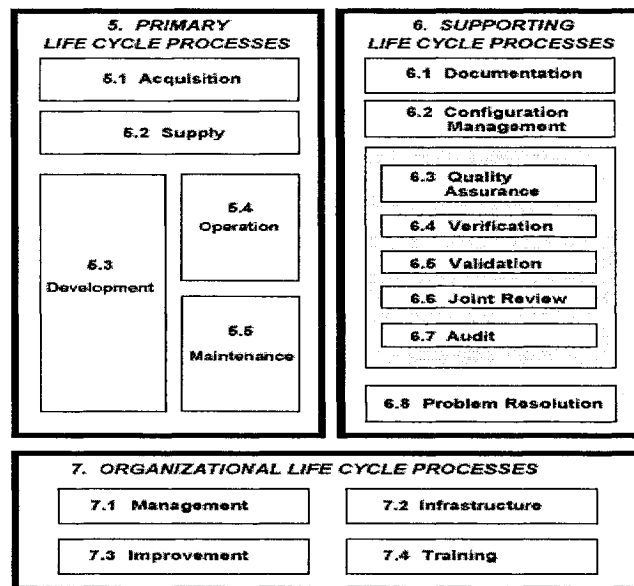 5. PRIMARY
LIFE CYCLE PROCESSES
5.1 Acquisition
5.2 Supply
5.3
Development
5.4
Operation
5.5
Maintenance
6. SUPPORTING
LIFE CYCLE PROCESSES
6.1 Documentation
6.2 Configuration
Management
6.3 Quality
Assurance
6.4 Verification
6.5 Validation
6.6 Joint Review
6.7 Audit
6.8 Problem Resolution
7. ORGANIZATIONAL LIFE CYCLE PROCESSES
7.1 Management
7.2 Infrastructure
7.3 Improvement
7.4 Training